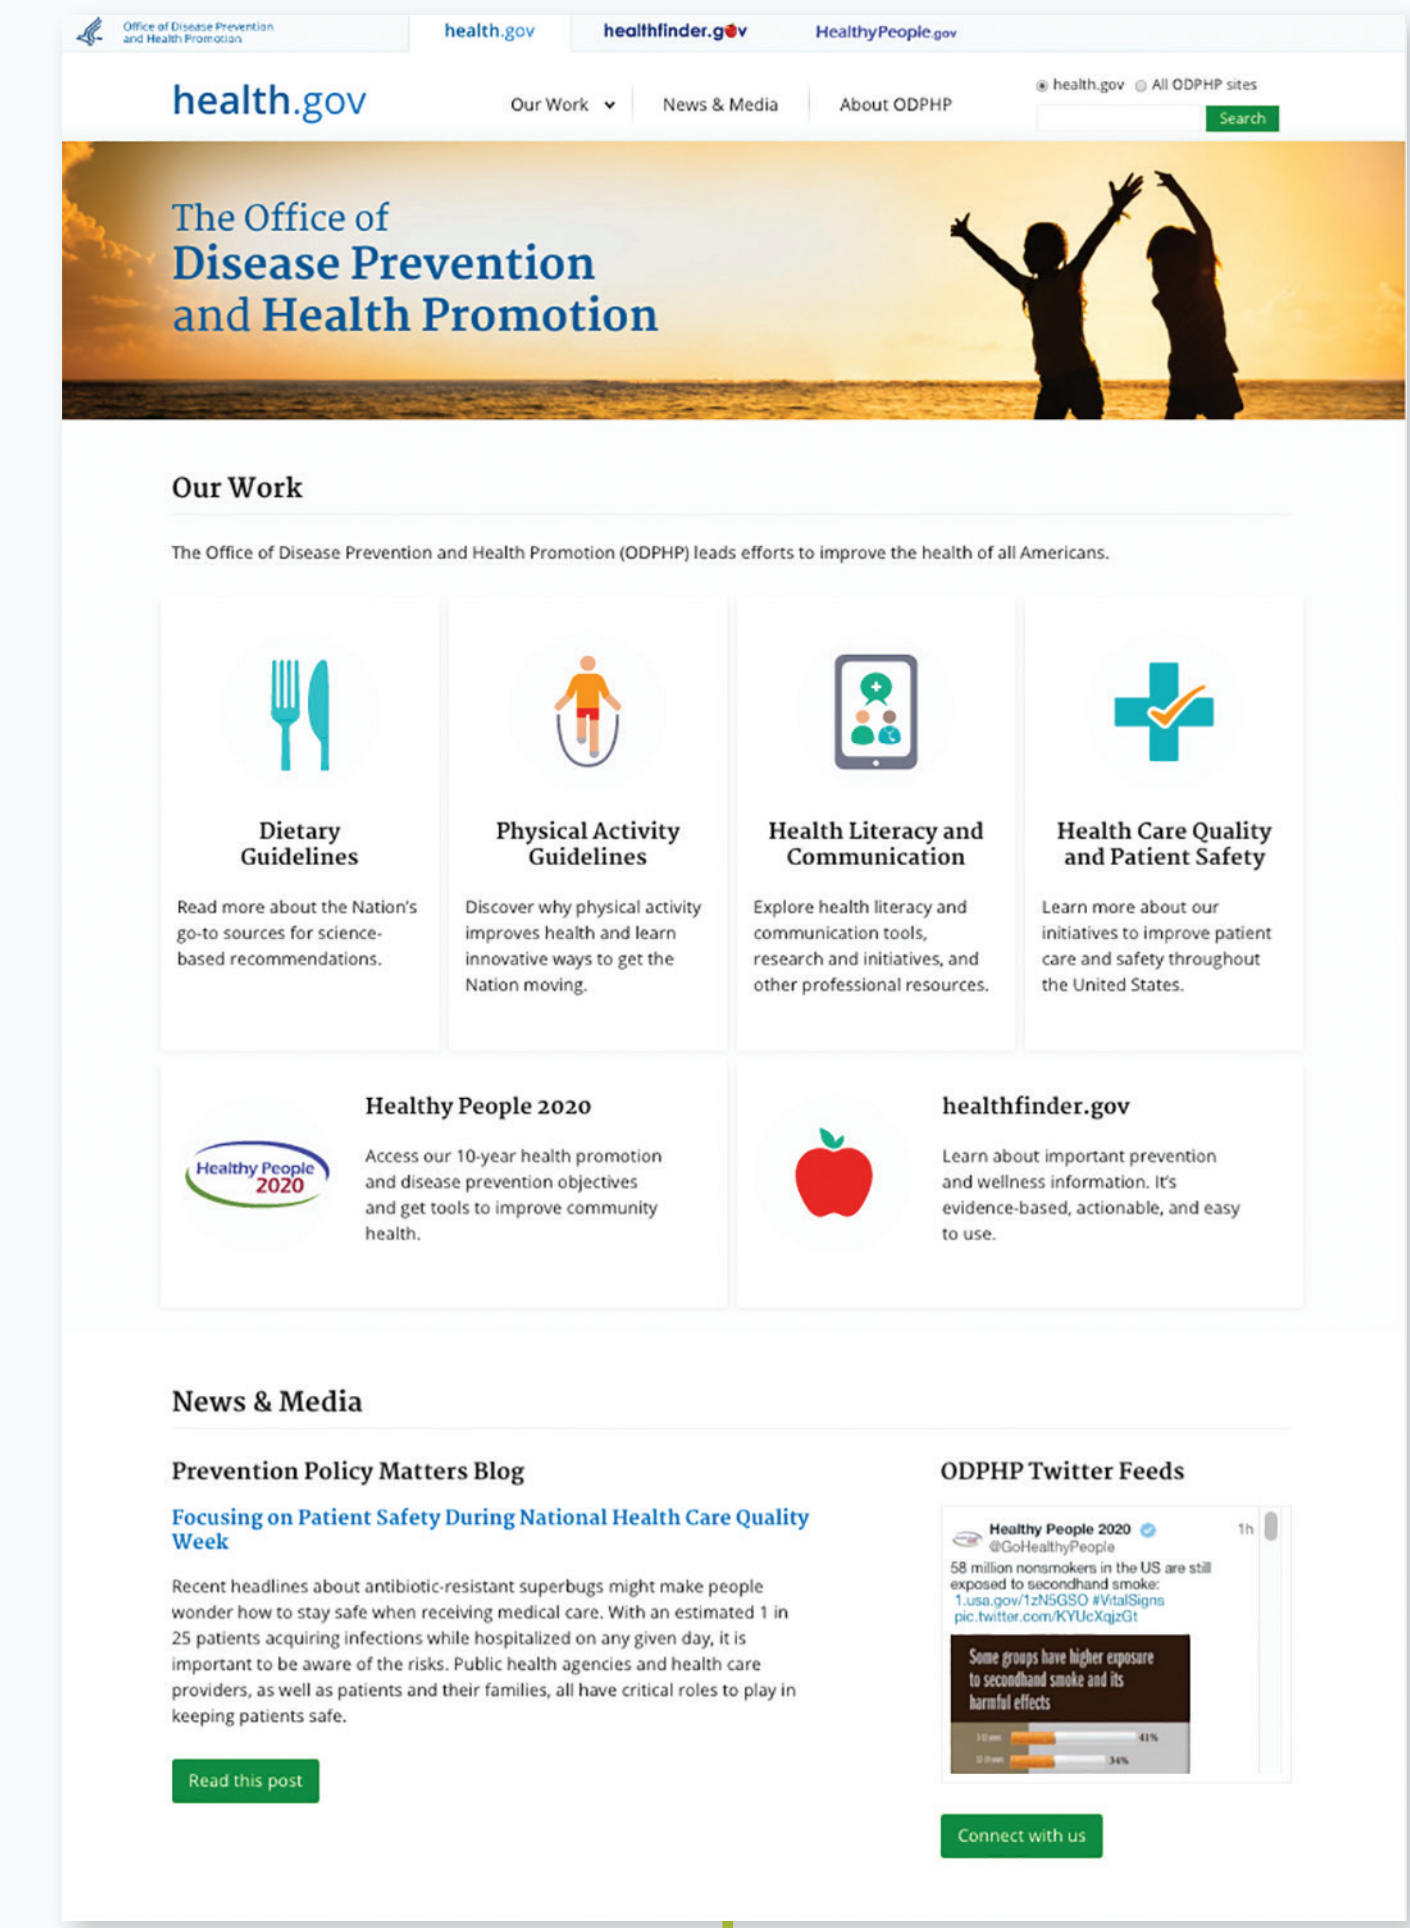 Office of Disease Prevention
and Health Promotion
health.gov
healthfinder.gov
HealthyPeople.gov
health.gov
Our Work
News & Media
About ODPHP
health.gov
All ODPHP sites
Search
The Office of
Disease Prevention
and Health Promotion
Our Work
The Office of Disease Prevention and Health Promotion (ODPHP) leads efforts to improve the health of all Americans.
Dietary
Guidelines
Read more about the Nation's
go-to sources for science-
based recommendations.
Physical Activity
Guidelines
Discover why physical activity
improves health and learn
innovative ways to get the
Nation moving.
Health Literacy and
Communication
Explore health literacy and
communication tools,
research and initiatives, and
other professional resources.
Health Care Quality
and Patient Safety
Learn more about our
initiatives to improve patient
care and safety throughout
the United States.
Healthy People
2020
Healthy People 2020
Access our 10-year health promotion
and disease prevention objectives
and get tools to improve community
health.
healthfinder.gov
Learn about important prevention
and wellness information. It's
evidence-based, actionable, and easy
to use.
News & Media
Prevention Policy Matters Blog
Focusing on Patient Safety During National Health Care Quality
Week
Recent headlines about antibiotic-resistant superbugs might make people
wonder how to stay safe when receiving medical care. With an estimated 1 in
25 patients acquiring infections while hospitalized on any given day, it is
important to be aware of the risks. Public health agencies and health care
providers, as well as patients and their families, all have critical roles to play in
keeping patients safe.
Read this post
ODPHP Twitter Feeds
Healthy People 2020
1h
@GoHealthyPeople
58 million nonsmokers in the US are still
exposed to secondhand smoke:
1.usa.gov/1zN5GSO #VitalSigns
pic.twitter.com/KYUcXqjzGt
Some groups have higher exposure
to secondhand smoke and its
harmful effects
41%
34%
Connect with us